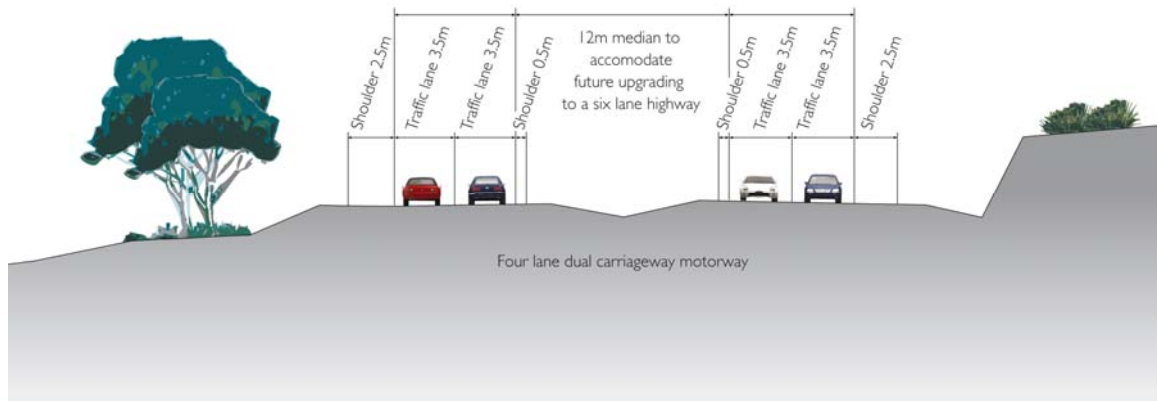 Shoulder 2.5m
Traffic lane 3.5m
Traffic lane 3.5m
Shoulder 0.5m
12m median to
accomodate
future upgrading
to a six lane highway
Shoulder 0.5m
Traffic lane 3.5m
Traffic lane 3.5m
Shoulder 2.5m
Four lane dual carriageway motorway